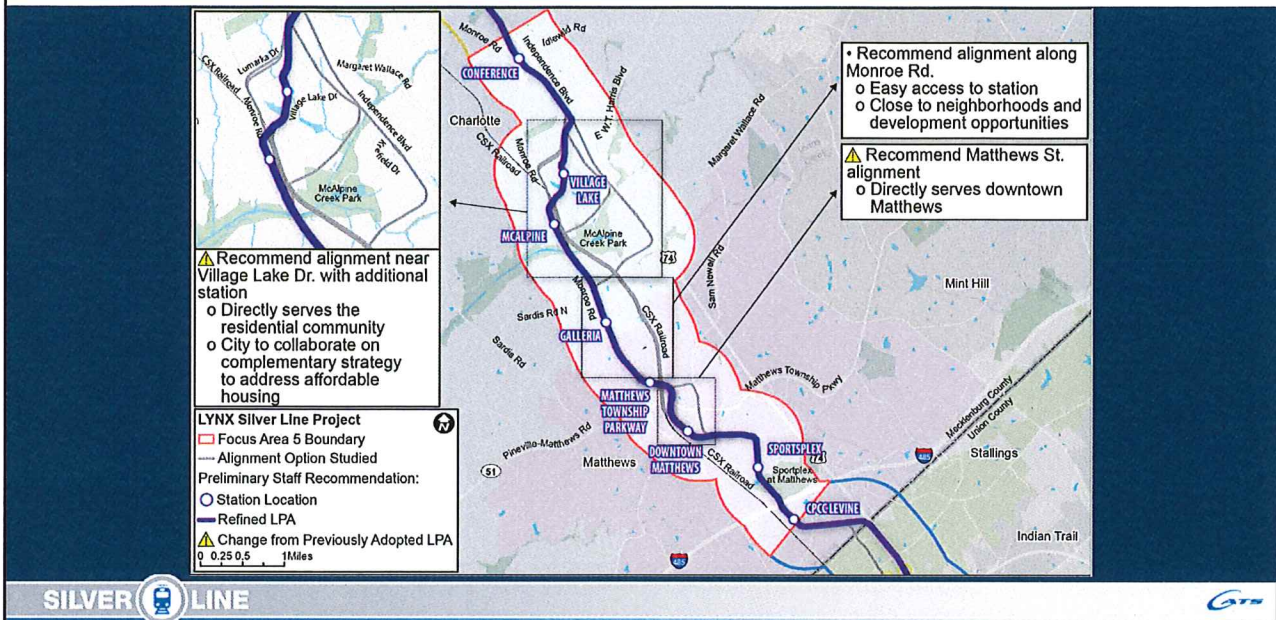 Lumarka Dr
CSX Railroad
Monroe Rd
Village Lake Dr
Margaret Wallace Rd
Independence Blvd
McAlpine
Creek Park
⚠ Recommend alignment near
Village Lake Dr. with additional
station
o Directly serves the
residential community
o City to collaborate on
complementary strategy
to address affordable
housing
LYNX Silver Line Project
N
Focus Area 5 Boundary
Alignment Option Studied
Preliminary Staff Recommendation:
Station Location
Refined LPA
⚠ Change from Previously Adopted LPA
0 0.25 0.5 1 Miles
Monroe Rd
Idlewild Rd
Independence Blvd
CONFERENCE
E W.T. Harris Blvd
Charlotte
CSX Railroad
Monroe Rd
Margaret Wallace Rd
VILLAGE
LAKE
MCALPINE
McAlpine
Creek Park
74
Sam Newell Rd
Mint Hill
Monroe Rd
Sardis Rd N
CSX Railroad
GALLERIA
Sardis Rd
Matthews Township
Pkwy
MATTHEWS
TOWNSHIP
PARKWAY
Mecklenburg County
Union County
Pineville-Matthews Rd
DOWNTOWN
MATTHEWS
SPORTSPLEX
74
485
Stallings
51
Matthews
CSX Railroad
Sportplex
at Matthews
CPCC LEVINE
Indian Trail
485
• Recommend alignment along
Monroe Rd.
o Easy access to station
o Close to neighborhoods and
development opportunities
⚠ Recommend Matthews St.
alignment
o Directly serves downtown
Matthews
SILVER LINE
CATS